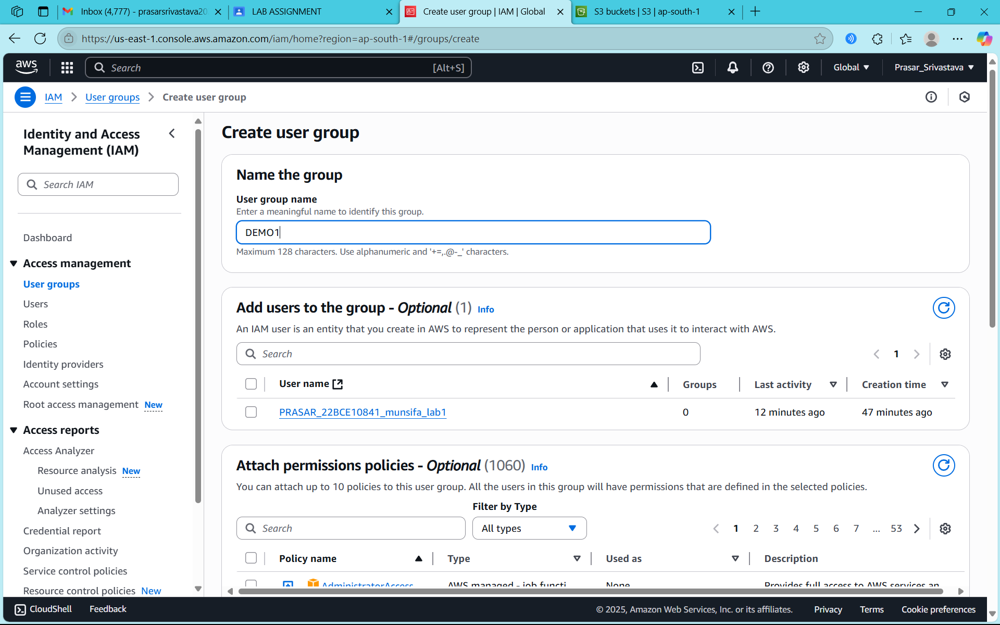 Inbox (4,777) - prasarsrivastava20
LAB ASSIGNMENT
Create user group | IAM | Global
S3 buckets | S3 | ap-south-1
https://us-east-1.console.aws.amazon.com/iam/home?region=ap-south-1#/groups/create
aws
Search
[Alt+S]
Global
Prasar_Srivastava
IAM
User groups
Create user group
Identity and Access
Management (IAM)
Search IAM
Dashboard
Access management
User groups
Users
Roles
Policies
Identity providers
Account settings
Root access management New
Access reports
Access Analyzer
Resource analysis New
Unused access
Analyzer settings
Credential report
Organization activity
Service control policies
Resource control policies New
Create user group
Name the group
User group name
Enter a meaningful name to identify this group.
DEMO1
Maximum 128 characters. Use alphanumeric and '+=,.@-_' characters.
Add users to the group - Optional (1) Info
An IAM user is an entity that you create in AWS to represent the person or application that uses it to interact with AWS.
Search
1
User name Groups Last activity Creation time
PRASAR_22BCE10841_munsifa_lab1 0 12 minutes ago 47 minutes ago
Attach permissions policies - Optional (1060) Info
You can attach up to 10 policies to this user group. All the users in this group will have permissions that are defined in the selected policies.
Filter by Type
Search
All types
1 2 3 4 5 6 7 ... 53
Policy name Type Used as Description
AdministratorAccess AWS managed - job functi None Provides full access to AWS services an
CloudShell
Feedback
© 2025, Amazon Web Services, Inc. or its affiliates.
Privacy
Terms
Cookie preferences